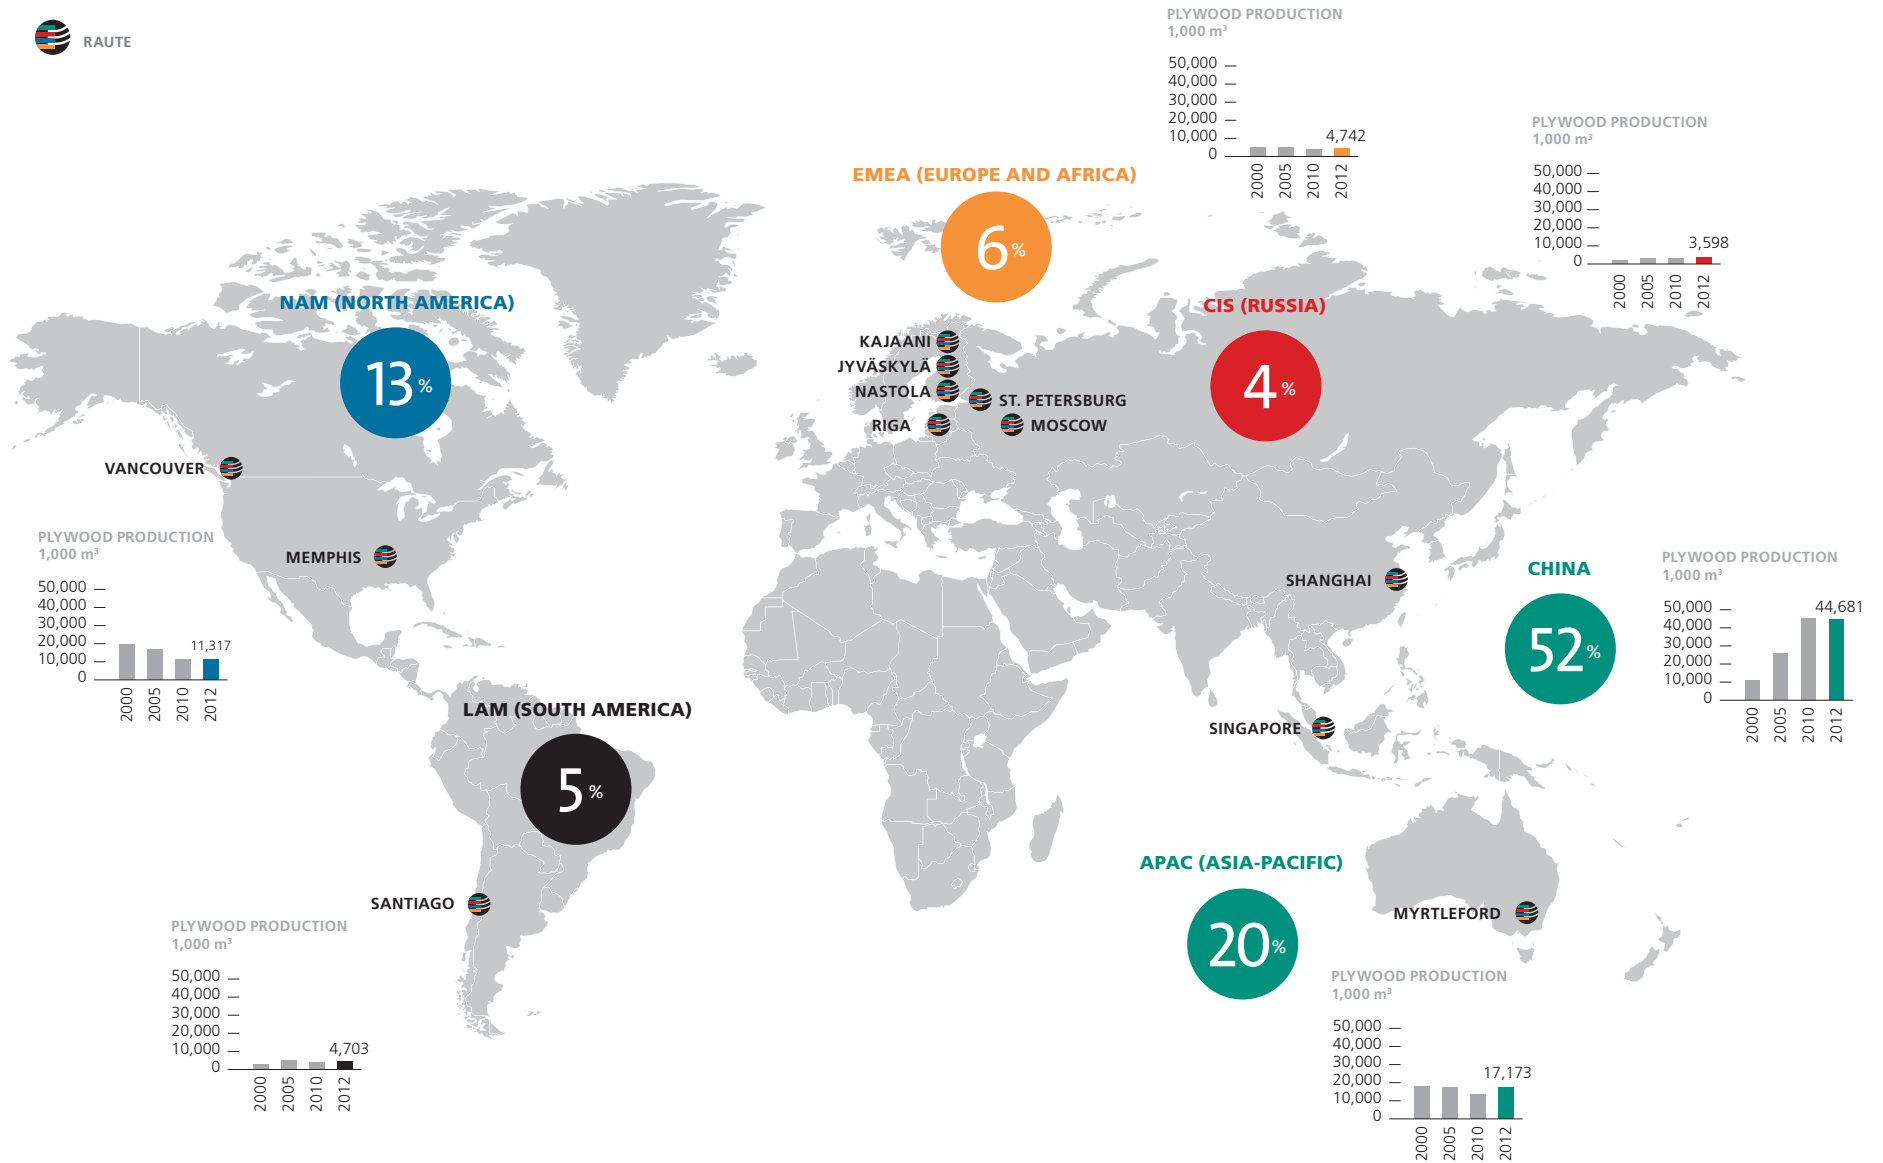 RAUTE
PLYWOOD PRODUCTION
1,000 m³
50,000
40,000
30,000
20,000
10,000
0
4,742
2000
2005
2010
2012
PLYWOOD PRODUCTION
1,000 m³
50,000
40,000
30,000
20,000
10,000
0
3,598
2000
2005
2010
2012
EMEA (EUROPE AND AFRICA)
6%
NAM (NORTH AMERICA)
13%
CIS (RUSSIA)
4%
KAJAANI
JYVÄSKYLÄ
NASTOLA
ST. PETERSBURG
RIGA
MOSCOW
VANCOUVER
MEMPHIS
PLYWOOD PRODUCTION
1,000 m³
50,000
40,000
30,000
20,000
10,000
0
11,317
2000
2005
2010
2012
SHANGHAI
CHINA
52%
PLYWOOD PRODUCTION
1,000 m³
50,000
40,000
30,000
20,000
10,000
0
44,681
2000
2005
2010
2012
LAM (SOUTH AMERICA)
5%
SINGAPORE
SANTIAGO
PLYWOOD PRODUCTION
1,000 m³
50,000
40,000
30,000
20,000
10,000
0
4,703
2000
2005
2010
2012
APAC (ASIA-PACIFIC)
20%
MYRTLEFORD
PLYWOOD PRODUCTION
1,000 m³
50,000
40,000
30,000
20,000
10,000
0
17,173
2000
2005
2010
2012